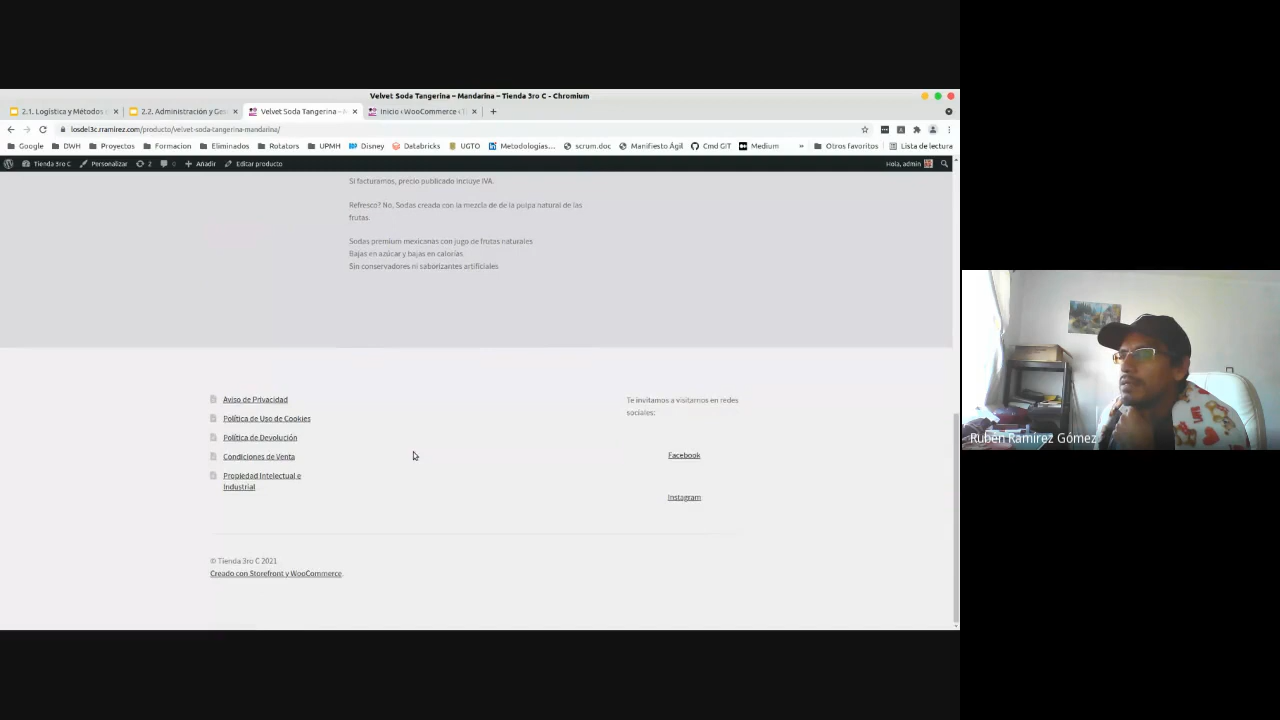 Velvet Soda Tangerina – Mandarina – Tienda 3ro C - Chromium
2.1. Logística y Métodos
2.2. Administración y Ge
Velvet Soda Tangerina –
Inicio ‹ WooCommerce ‹ T
losdel3c.rramirez.com/producto/velvet-soda-tangerina-mandarina/
Google DWH Proyectos Formacion Eliminados Rotators UPMH Disney Databricks UGTO Metodologías... scrum.doc Manifiesto Ágil Cmd GIT Medium » Otros favoritos Lista de lectura
Tienda 3ro C Personalizar 2 0 Añadir Editar producto Hola, admin
Si facturamos, precio publicado incluye IVA.
Refresco? No, Sodas creada con la mezcla de de la pulpa natural de las
frutas
Sodas premium mexicanas con jugo de frutas naturales
Bajas en azúcar y bajas en calorías
Sin conservadores ni saborizantes artificiales
Aviso de Privacidad
Política de Uso de Cookies
Política de Devolución
Condiciones de Venta
Propiedad Intelectual e
Industrial
Te invitamos a visitarnos en redes
sociales:
Facebook
Instagram
© Tienda 3ro C 2021
Creado con Storefront y WooCommerce.
Rubén Ramírez Gómez